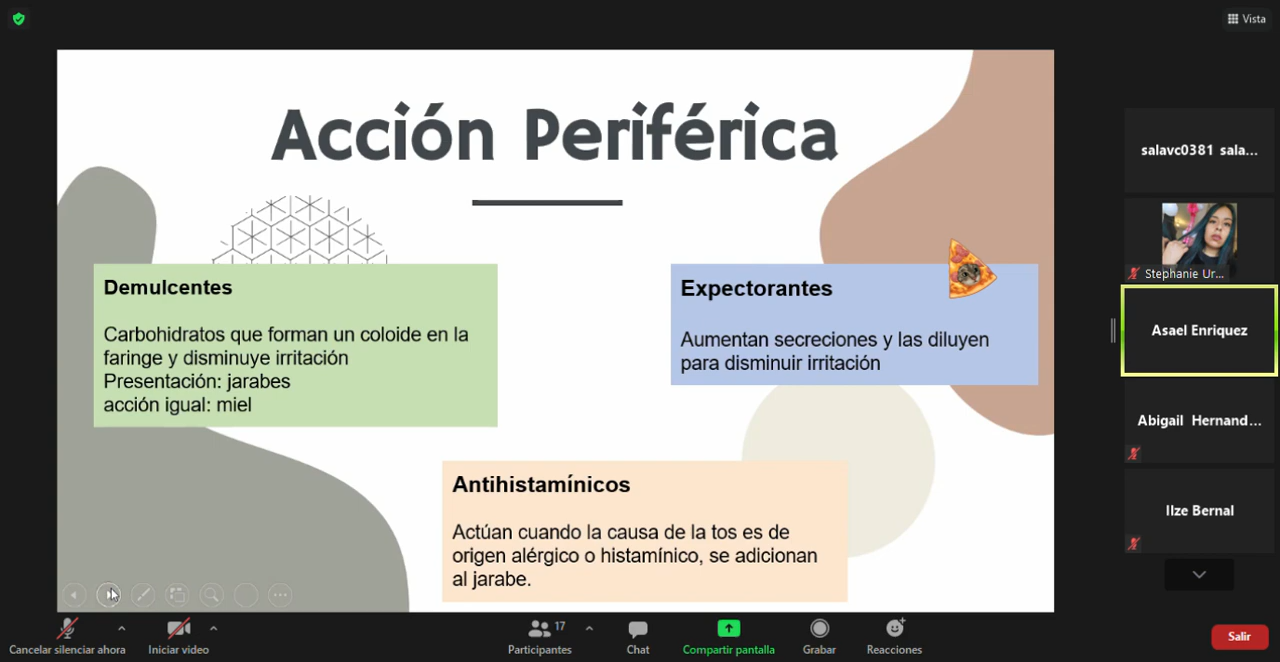 Vista
Acción Periférica
Demulcentes
Carbohidratos que forman un coloide en la
faringe y disminuye irritación
Presentación: jarabes
acción igual: miel
Expectorantes
Aumentan secreciones y las diluyen
para disminuir irritación
Antihistamínicos
Actúan cuando la causa de la tos es de
origen alérgico o histamínico, se adicionan
al jarabe.
salavc0381 sala...
Stephanie Ur...
Asael Enriquez
Abigail Hernand...
Ilze Bernal
Cancelar silenciar ahora
Iniciar video
17
Participantes
Chat
Compartir pantalla
Grabar
Reacciones
Salir